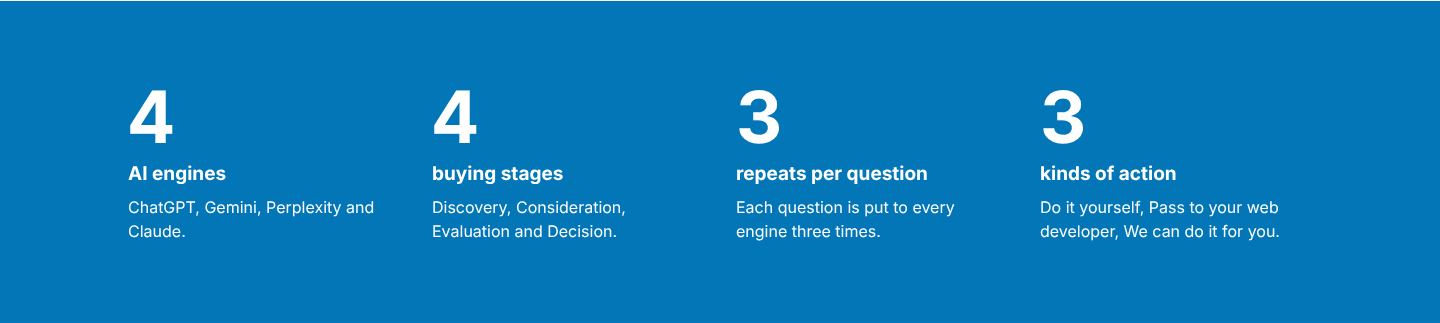 4
AI engines
ChatGPT, Gemini, Perplexity and
Claude.
4
buying stages
Discovery, Consideration,
Evaluation and Decision.
3
repeats per question
Each question is put to every
engine three times.
3
kinds of action
Do it yourself, Pass to your web
developer, We can do it for you.